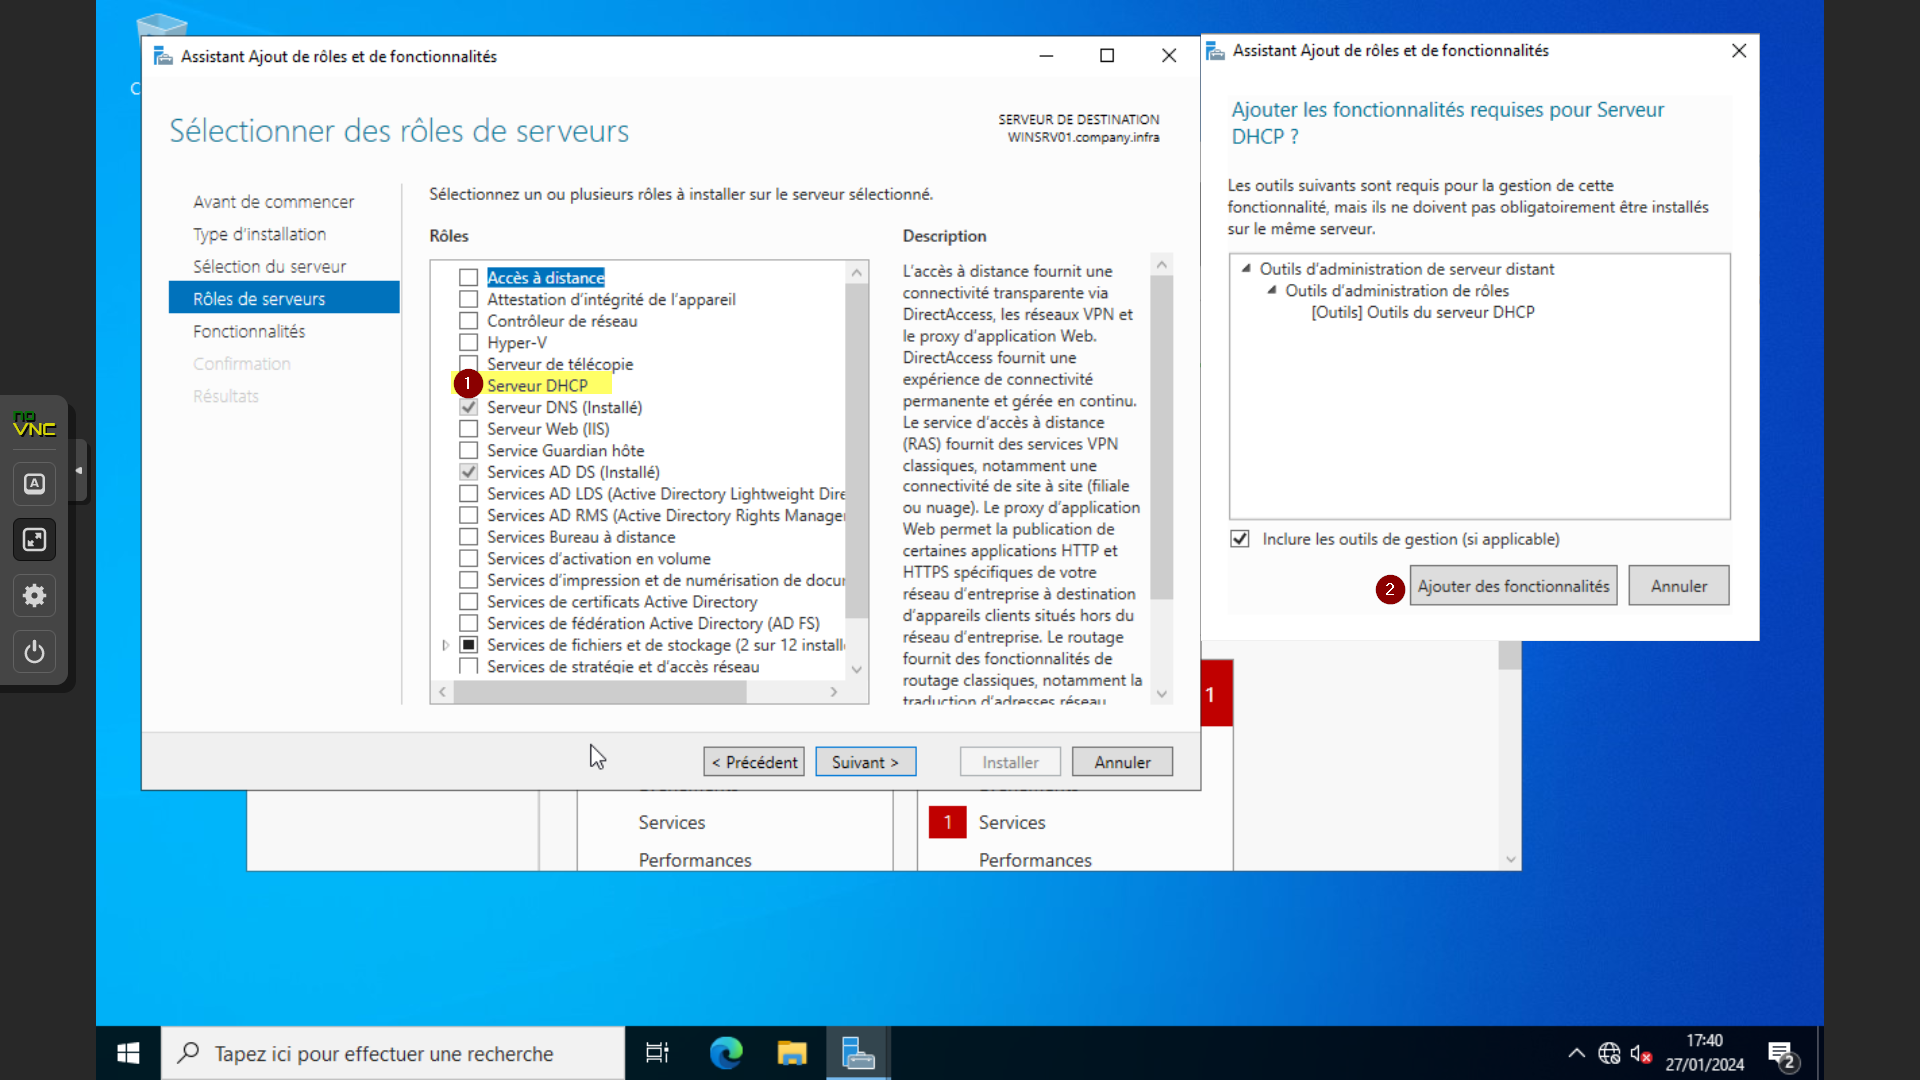 C
Assistant Ajout de rôles et de fonctionnalités
Sélectionner des rôles de serveurs
SERVEUR DE DESTINATION
WINSRV01.company.infra
Avant de commencer
Type d'installation
Sélection du serveur
Rôles de serveurs
Fonctionnalités
Confirmation
Résultats
Sélectionnez un ou plusieurs rôles à installer sur le serveur sélectionné.
Rôles
Accès à distance
Attestation d'intégrité de l'appareil
Contrôleur de réseau
Hyper-V
Serveur de télécopie
1 Serveur DHCP
Serveur DNS (Installé)
Serveur Web (IIS)
Service Guardian hôte
Services AD DS (Installé)
Services AD LDS (Active Directory Lightweight Dire
Services AD RMS (Active Directory Rights Manager
Services Bureau à distance
Services d'activation en volume
Services d'impression et de numérisation de docur
Services de certificats Active Directory
Services de fédération Active Directory (AD FS)
Services de fichiers et de stockage (2 sur 12 installé
Services de stratégie et d'accès réseau
Description
L'accès à distance fournit une
connectivité transparente via
DirectAccess, les réseaux VPN et
le proxy d'application Web.
DirectAccess fournit une
expérience de connectivité
permanente et gérée en continu.
Le service d'accès à distance
(RAS) fournit des services VPN
classiques, notamment une
connectivité de site à site (filiale
ou nuage). Le proxy d'application
Web permet la publication de
certaines applications HTTP et
HTTPS spécifiques de votre
réseau d'entreprise à destination
d'appareils clients situés hors du
réseau d'entreprise. Le routage
fournit des fonctionnalités de
routage classiques, notamment la
traduction d'adresses réseau
< Précédent
Suivant >
Installer
Annuler
Assistant Ajout de rôles et de fonctionnalités
Ajouter les fonctionnalités requises pour Serveur
DHCP ?
Les outils suivants sont requis pour la gestion de cette
fonctionnalité, mais ils ne doivent pas obligatoirement être installés
sur le même serveur.
Outils d'administration de serveur distant
Outils d'administration de rôles
[Outils] Outils du serveur DHCP
Inclure les outils de gestion (si applicable)
2 Ajouter des fonctionnalités
Annuler
1
Services
Performances
1 Services
Performances
no
VNC
A
Tapez ici pour effectuer une recherche
17:40
27/01/2024
2